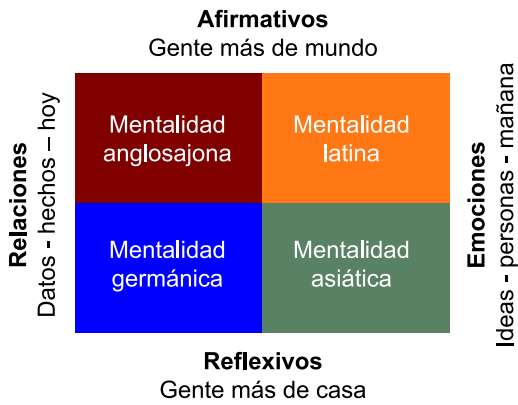 Afirmativos
Gente más de mundo
Relaciones
Datos - hechos – hoy
Mentalidad
anglosajona
Mentalidad
latina
Mentalidad
germánica
Mentalidad
asiática
Emociones
Ideas - personas - mañana
Reflexivos
Gente más de casa